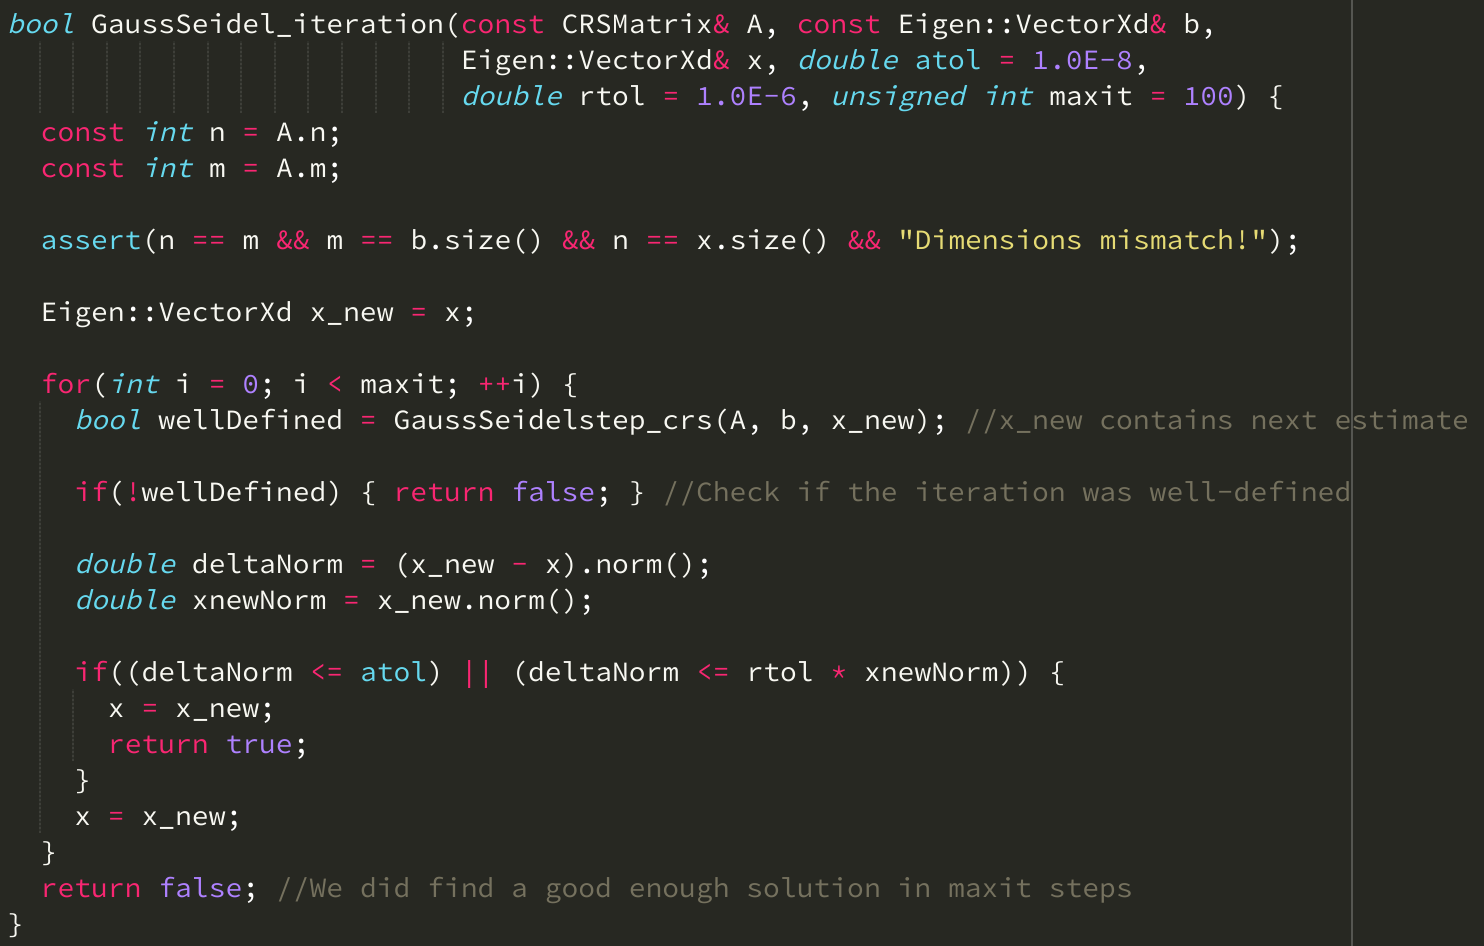 bool GaussSeidel_iteration(const CRSMatrix& A, const Eigen::VectorXd& b,
Eigen::VectorXd& x, double atol = 1.0E-8,
double rtol = 1.0E-6, unsigned int maxit = 100) {
const int n = A.n;
const int m = A.m;
assert(n == m && m == b.size() && n == x.size() && "Dimensions mismatch!");
Eigen::VectorXd x_new = x;
for(int i = 0; i < maxit; ++i) {
bool wellDefined = GaussSeidelstep_crs(A, b, x_new); //x_new contains next estimate
if(!wellDefined) { return false; } //Check if the iteration was well-defined
double deltaNorm = (x_new - x).norm();
double xnewNorm = x_new.norm();
if((deltaNorm <= atol) || (deltaNorm <= rtol * xnewNorm)) {
x = x_new;
return true;
}
x = x_new;
}
return false; //We did find a good enough solution in maxit steps
}